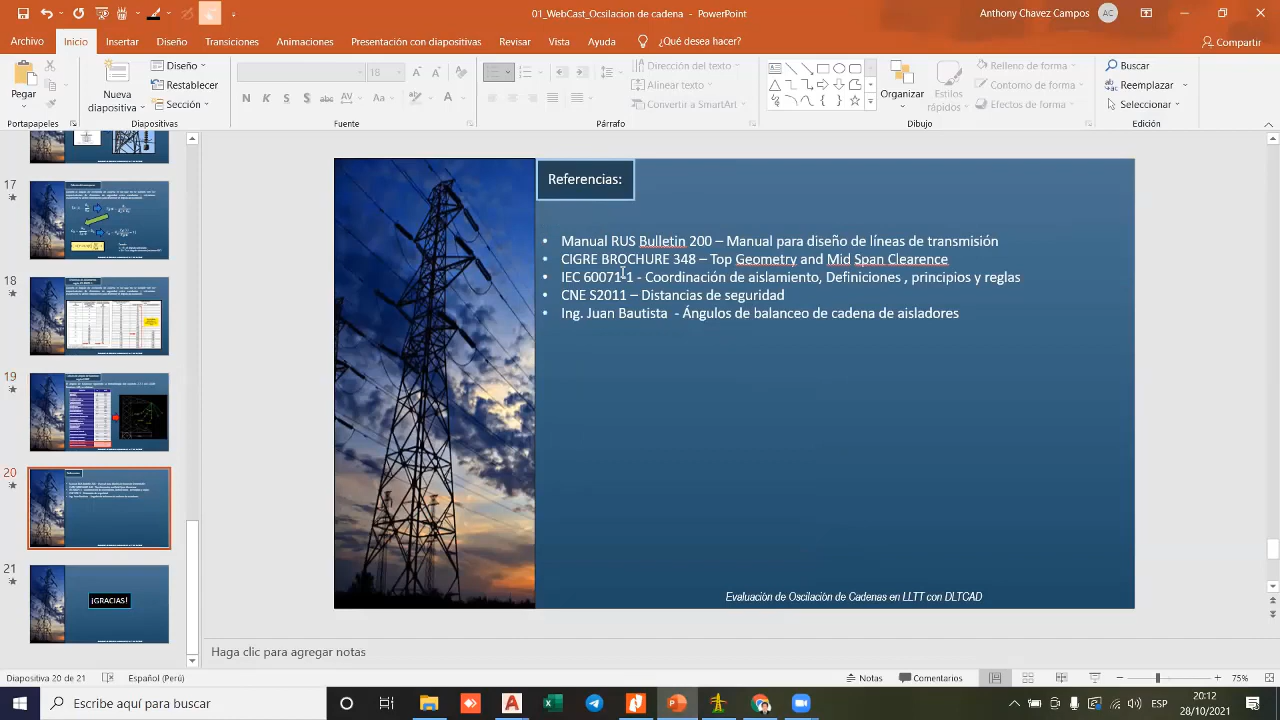 01_WebCast_Osilación de cadena - PowerPoint
Anthony Chavez Campos
AC
Archivo Inicio Insertar Diseño Transiciones Animaciones Presentación con diapositivas Revisar Vista Ayuda ¿Qué desea hacer?
Compartir
Pegar
Nueva diapositiva
Diseño
Restablecer
Sección
18
N K S S abc AV Aa A
Dirección del texto
Alinear texto
Convertir a SmartArt
Organizar
Estilos rápidos
Relleno de forma
Contorno de forma
Efectos de forma
Buscar
Reemplazar
Seleccionar
Portapapeles Diapositivas Fuente Párrafo Dibujo Edición
17
18
19
20
21
¡GRACIAS!
Referencias:
• Manual RUS Bulletin 200 – Manual para diseño de líneas de transmisión
• CIGRE BROCHURE 348 – Top Geometry and Mid Span Clearence
• IEC 60071-1 - Coordinación de aislamiento, Definiciones , principios y reglas
• CNE S2011 – Distancias de seguridad
• Ing. Juan Bautista - Ángulos de balanceo de cadena de aisladores
Evaluación de Oscilación de Cadenas en LLTT con DLTCAD
Haga clic para agregar notas
Diapositiva 20 de 21 Español (Perú)
Notas Comentarios 75%
Escribe aquí para buscar
ESP
20:12
28/10/2021